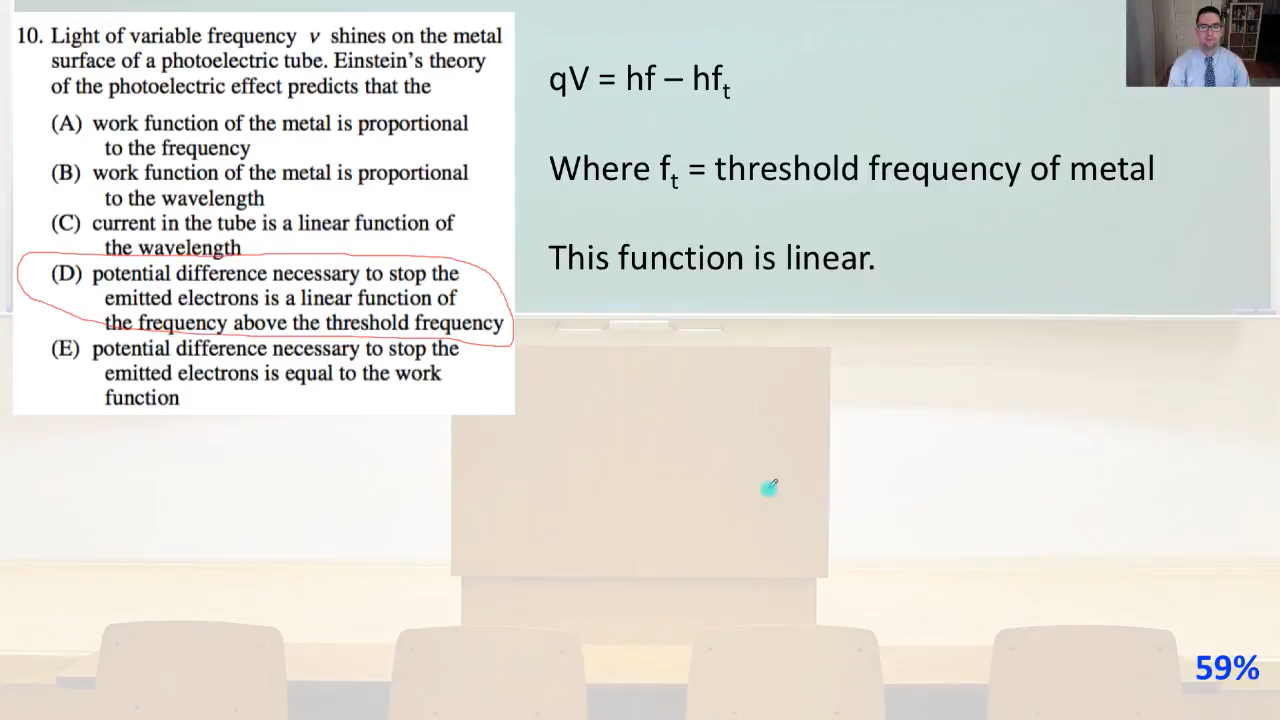 10. Light of variable frequency ν shines on the metal
surface of a photoelectric tube. Einstein's theory
of the photoelectric effect predicts that the
(A) work function of the metal is proportional
to the frequency
(B) work function of the metal is proportional
to the wavelength
(C) current in the tube is a linear function of
the wavelength
(D) potential difference necessary to stop the
emitted electrons is a linear function of
the frequency above the threshold frequency
(E) potential difference necessary to stop the
emitted electrons is equal to the work
function
qV = hf – hfₜ
Where fₜ = threshold frequency of metal
This function is linear.
59%